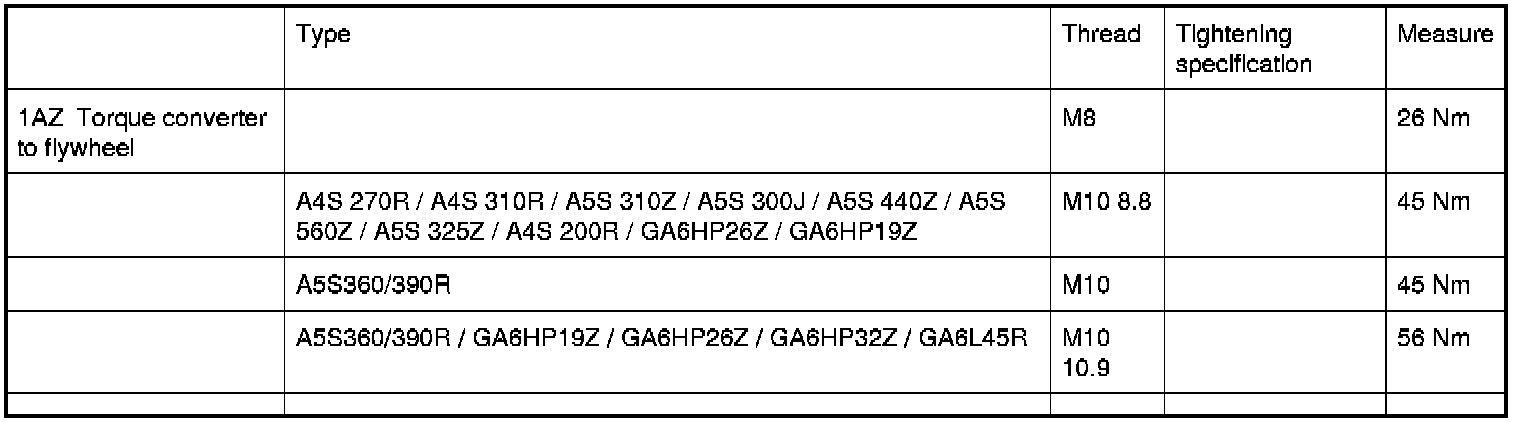 Type Thread Tightening Measure
specification
1AZ Torque converter M8 26 Nm
to flywheel
A4S 270R / A4S 310R / A5S 310Z / A5S 300J / A5S 440Z / A5S M10 8.8 45 Nm
560Z / A5S 325Z / A4S 200R / GA6HP26Z / GA6HP19Z
A5S360/390R M10 45 Nm
A5S360/390R / GA6HP19Z / GA6HP26Z / GA6HP32Z / GA6L45R M10 56 Nm
10.9